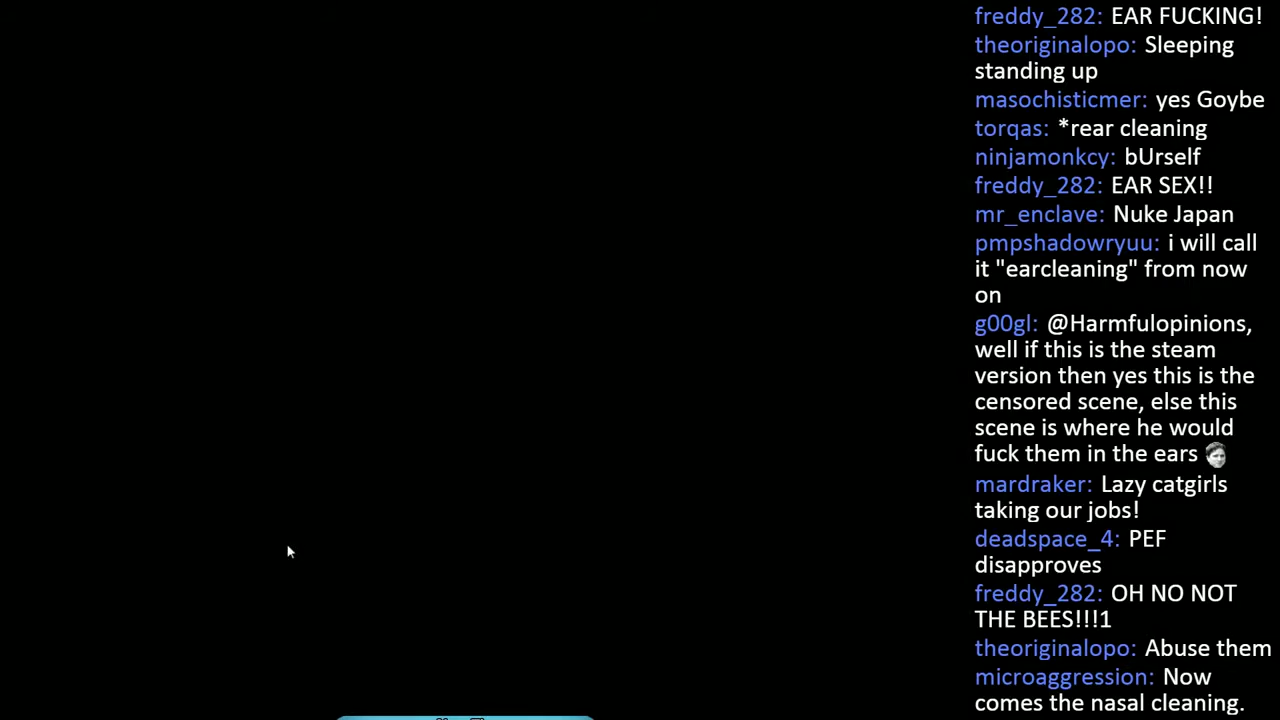 freddy_282: EAR FUCKING!
theoriginalopo: Sleeping
standing up
masochisticmer: yes Goybe
torqas: *rear cleaning
ninjamonkcy: bUrself
freddy_282: EAR SEX!!
mr_enclave: Nuke Japan
pmpshadowryuu: i will call
it "earcleaning" from now
on
g00gl: @Harmfulopinions,
well if this is the steam
version then yes this is the
censored scene, else this
scene is where he would
fuck them in the ears
mardraker: Lazy catgirls
taking our jobs!
deadspace_4: PEF
disapproves
freddy_282: OH NO NOT
THE BEES!!!1
theoriginalopo: Abuse them
microaggression: Now
comes the nasal cleaning.